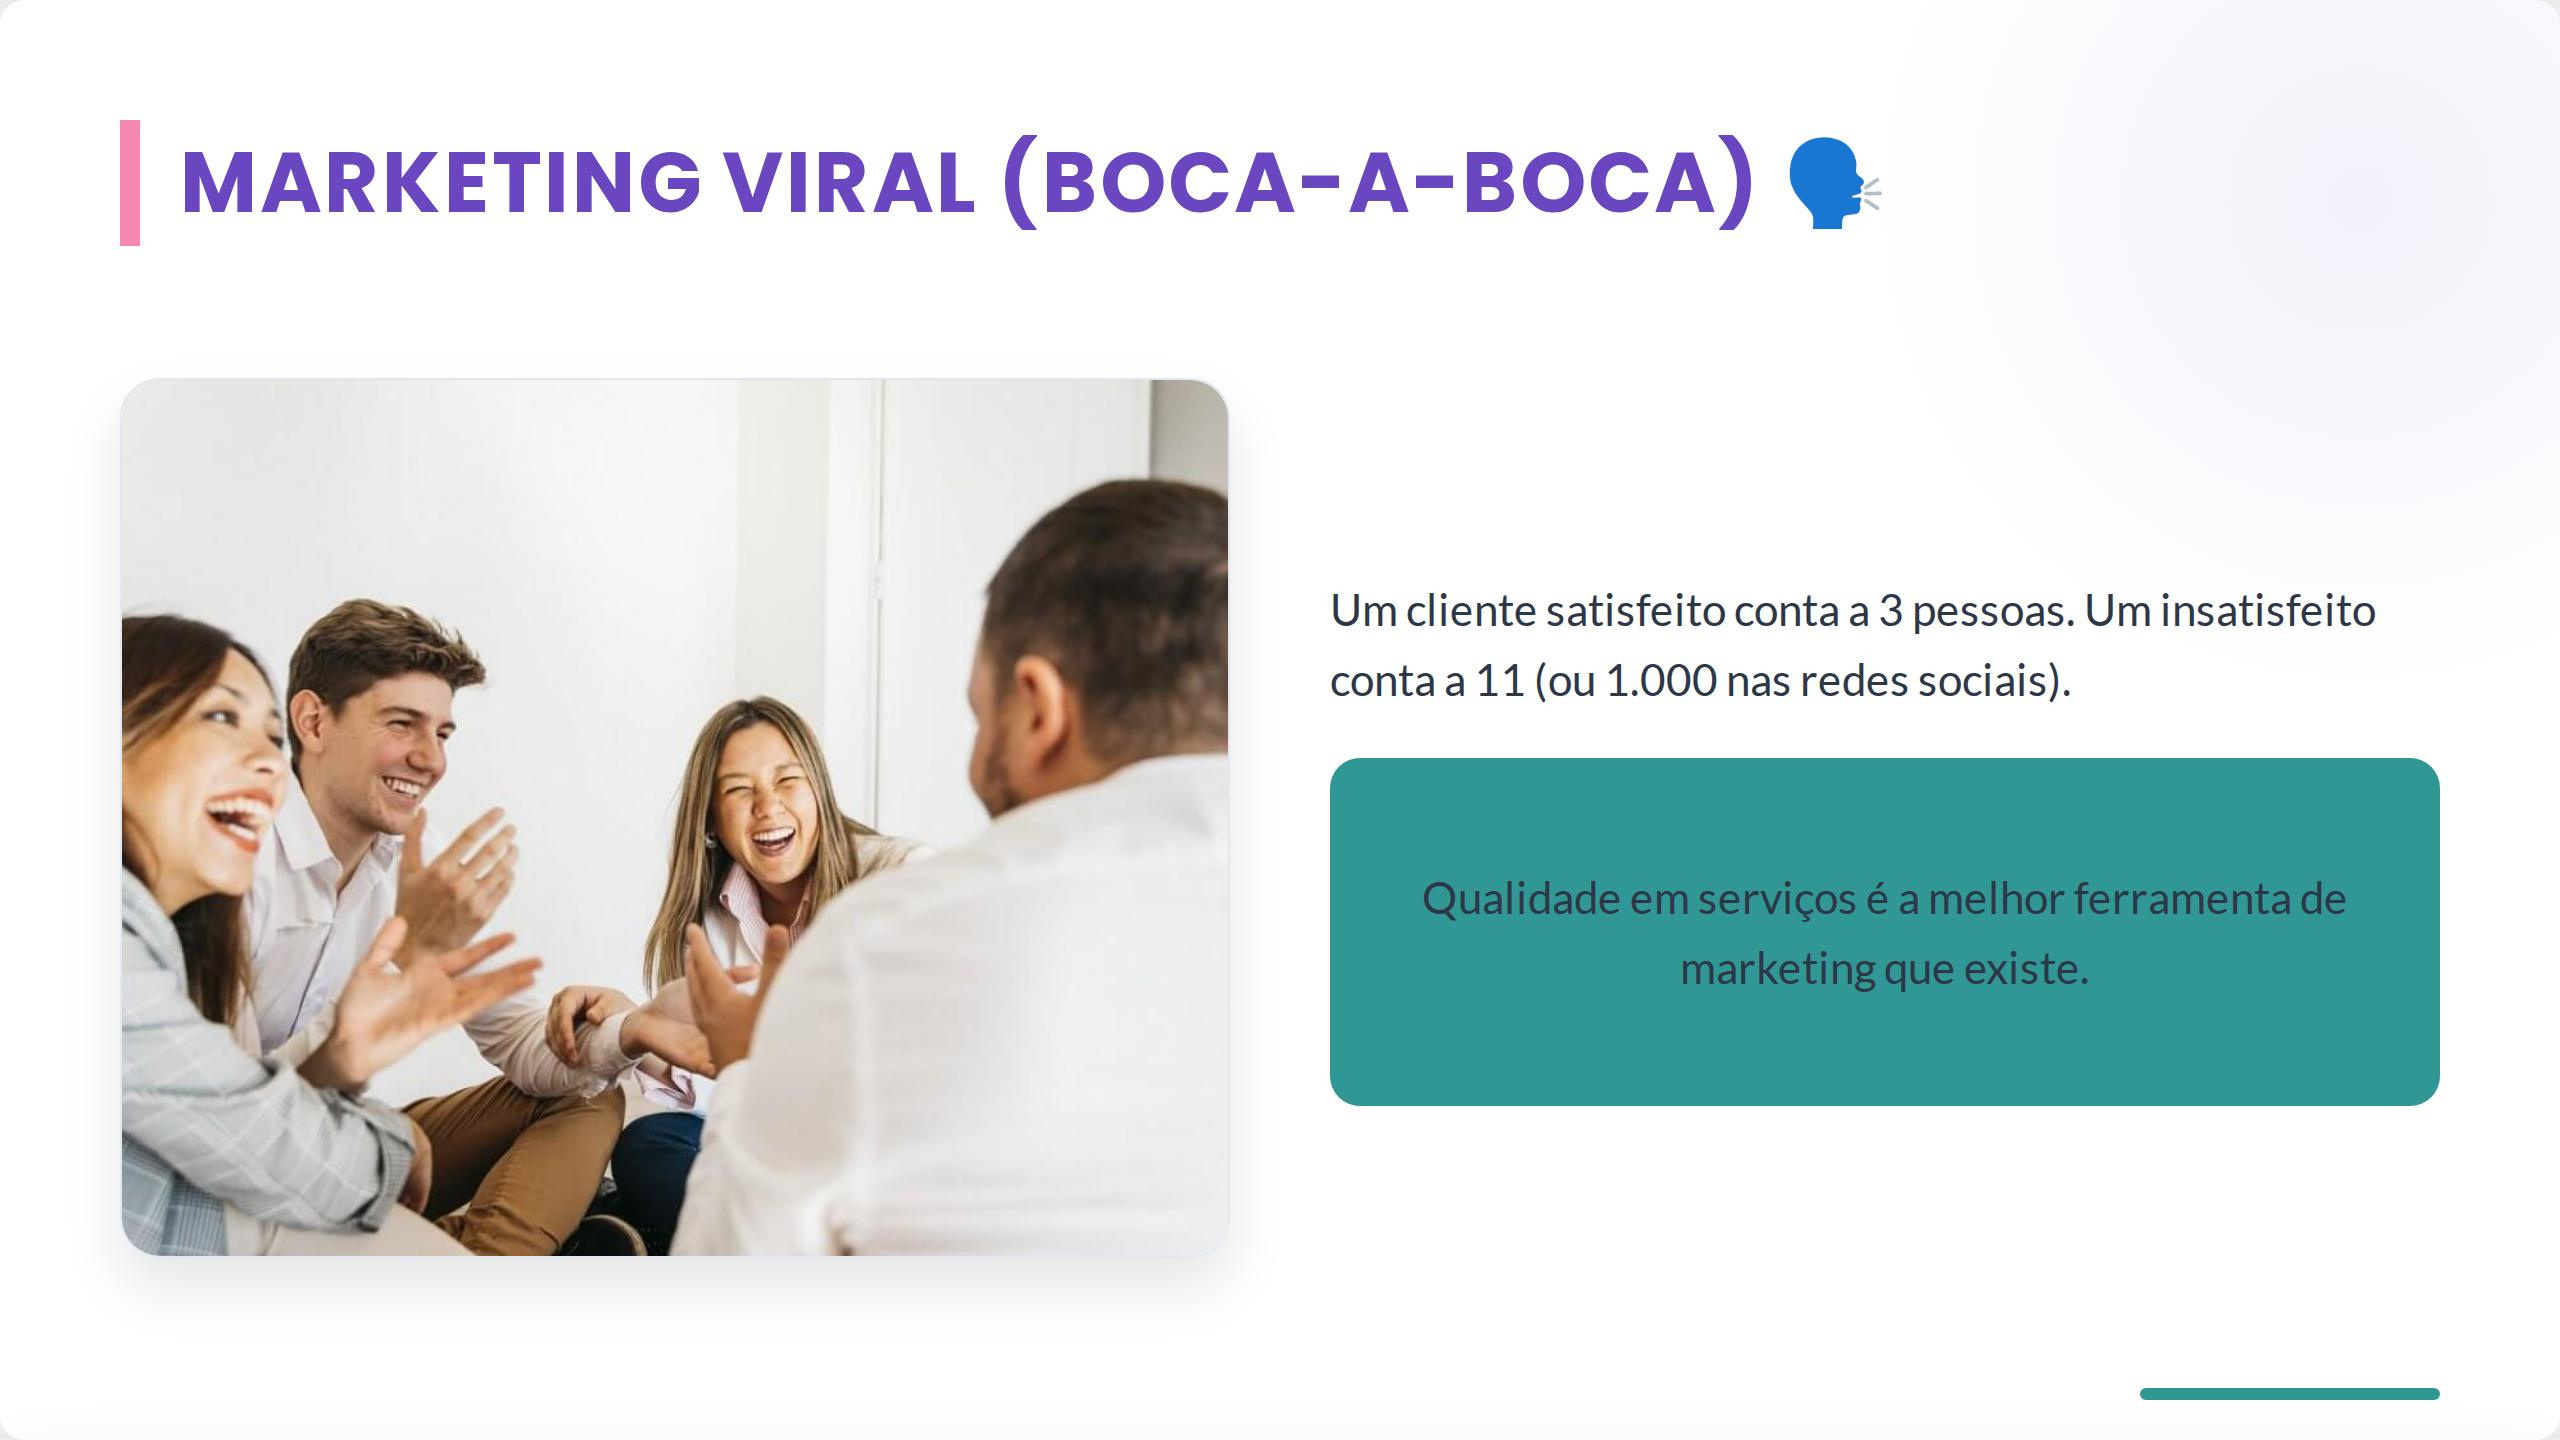 MARKETING VIRAL (BOCA-A-BOCA) 🗣️
Um cliente satisfeito conta a 3 pessoas. Um insatisfeito
conta a 11 (ou 1.000 nas redes sociais).
Qualidade em serviços é a melhor ferramenta de
marketing que existe.